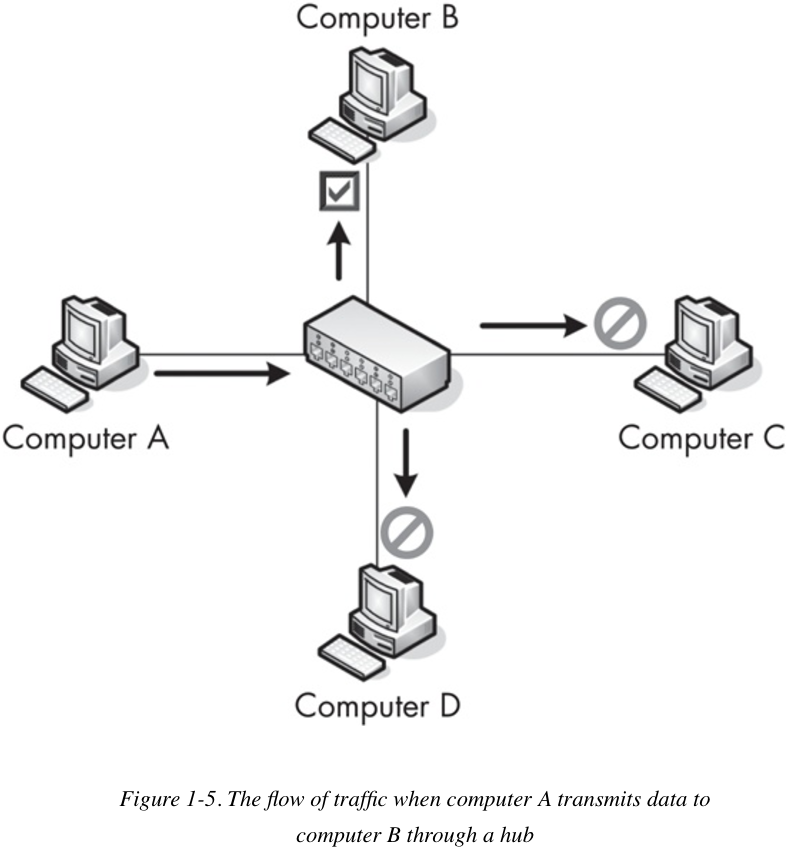 Computer B
Computer A
Computer C
Computer D
Figure 1-5. The flow of traffic when computer A transmits data to
computer B through a hub